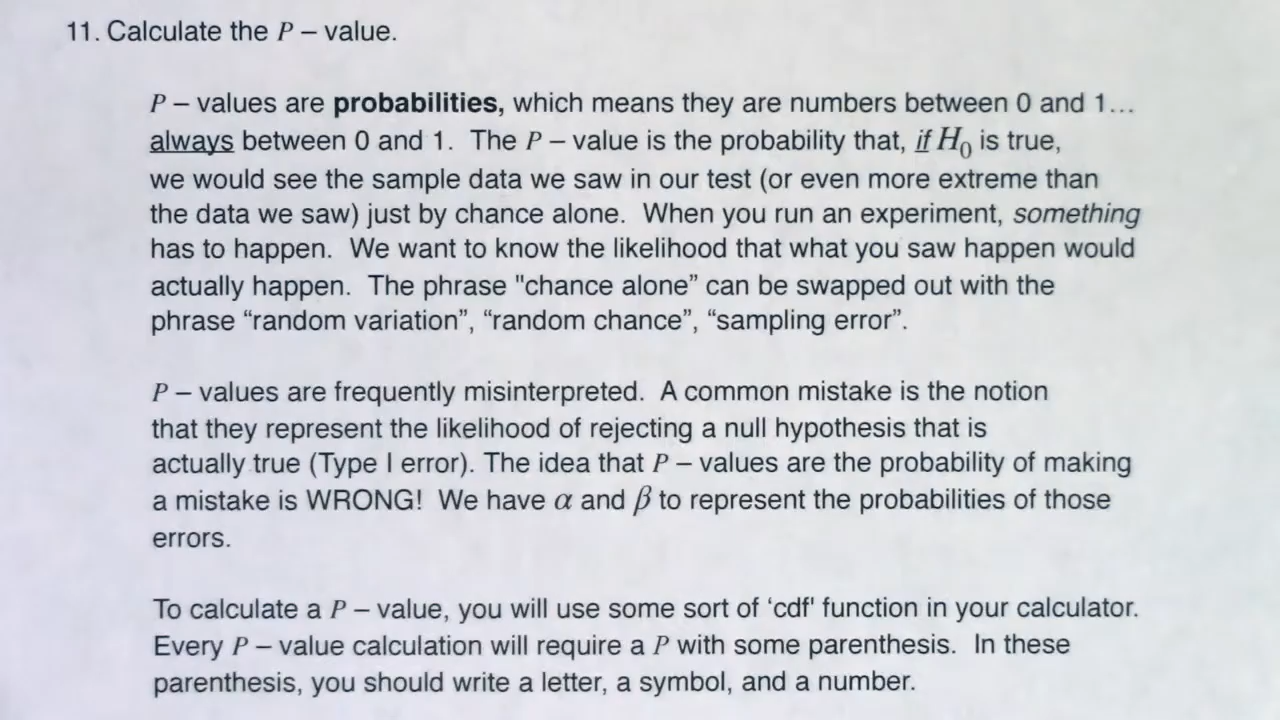 11. Calculate the P – value.
P – values are probabilities, which means they are numbers between 0 and 1...
always between 0 and 1. The P – value is the probability that, if H₀ is true,
we would see the sample data we saw in our test (or even more extreme than
the data we saw) just by chance alone. When you run an experiment, something
has to happen. We want to know the likelihood that what you saw happen would
actually happen. The phrase "chance alone” can be swapped out with the
phrase “random variation”, “random chance”, “sampling error”.
P – values are frequently misinterpreted. A common mistake is the notion
that they represent the likelihood of rejecting a null hypothesis that is
actually true (Type I error). The idea that P – values are the probability of making
a mistake is WRONG! We have α and β to represent the probabilities of those
errors.
To calculate a P – value, you will use some sort of ‘cdf' function in your calculator.
Every P – value calculation will require a P with some parenthesis. In these
parenthesis, you should write a letter, a symbol, and a number.